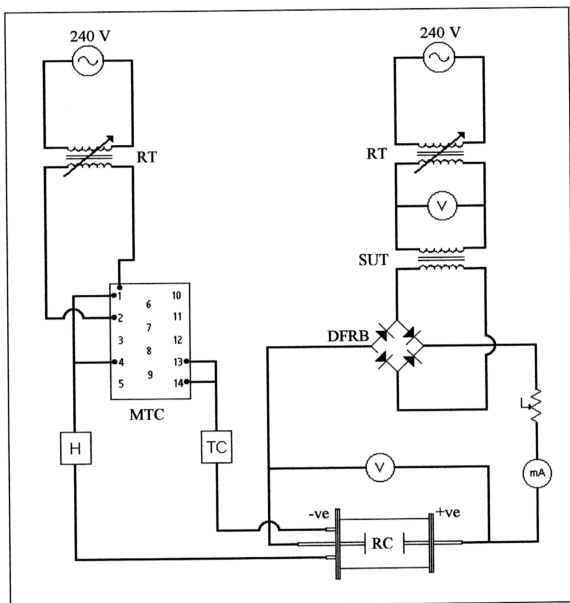 240 V
240 V
RT
RT
V
SUT
1 6 10
2 7 11
3 8 12
4 9 13
5 14
MTC
DFRB
H
TC
V
mA
-ve
+ve
RC